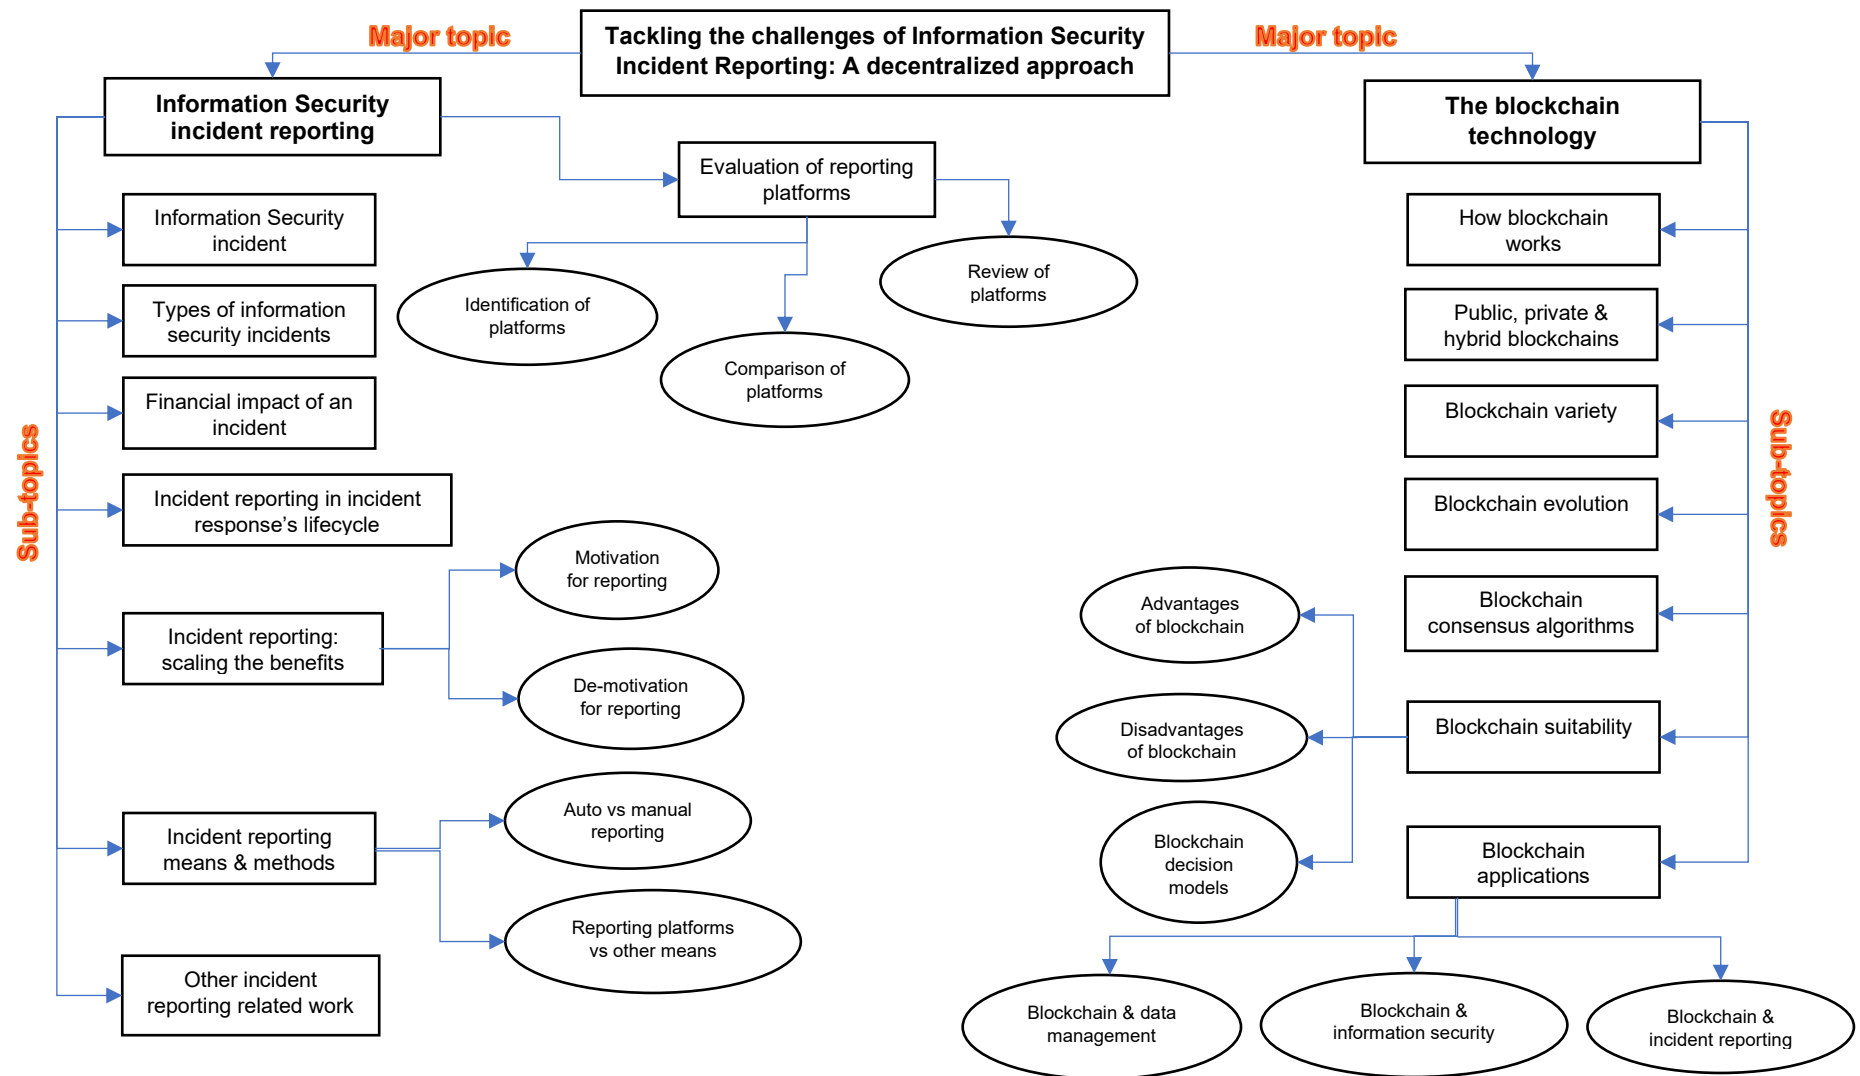 Major topic
Tackling the challenges of Information Security
Incident Reporting: A decentralized approach
Major topic
Information Security
incident reporting
The blockchain
technology
Evaluation of reporting
platforms
Identification of
platforms
Comparison of
platforms
Review of
platforms
Sub-topics
Information Security
incident
Types of information
security incidents
Financial impact of an
incident
Incident reporting in incident
response’s lifecycle
Incident reporting:
scaling the benefits
Motivation
for reporting
De-motivation
for reporting
Incident reporting
means & methods
Auto vs manual
reporting
Reporting platforms
vs other means
Other incident
reporting related work
Sub-topics
How blockchain
works
Public, private &
hybrid blockchains
Blockchain variety
Blockchain evolution
Blockchain
consensus algorithms
Blockchain suitability
Advantages
of blockchain
Disadvantages
of blockchain
Blockchain
decision
models
Blockchain
applications
Blockchain & data
management
Blockchain &
information security
Blockchain &
incident reporting